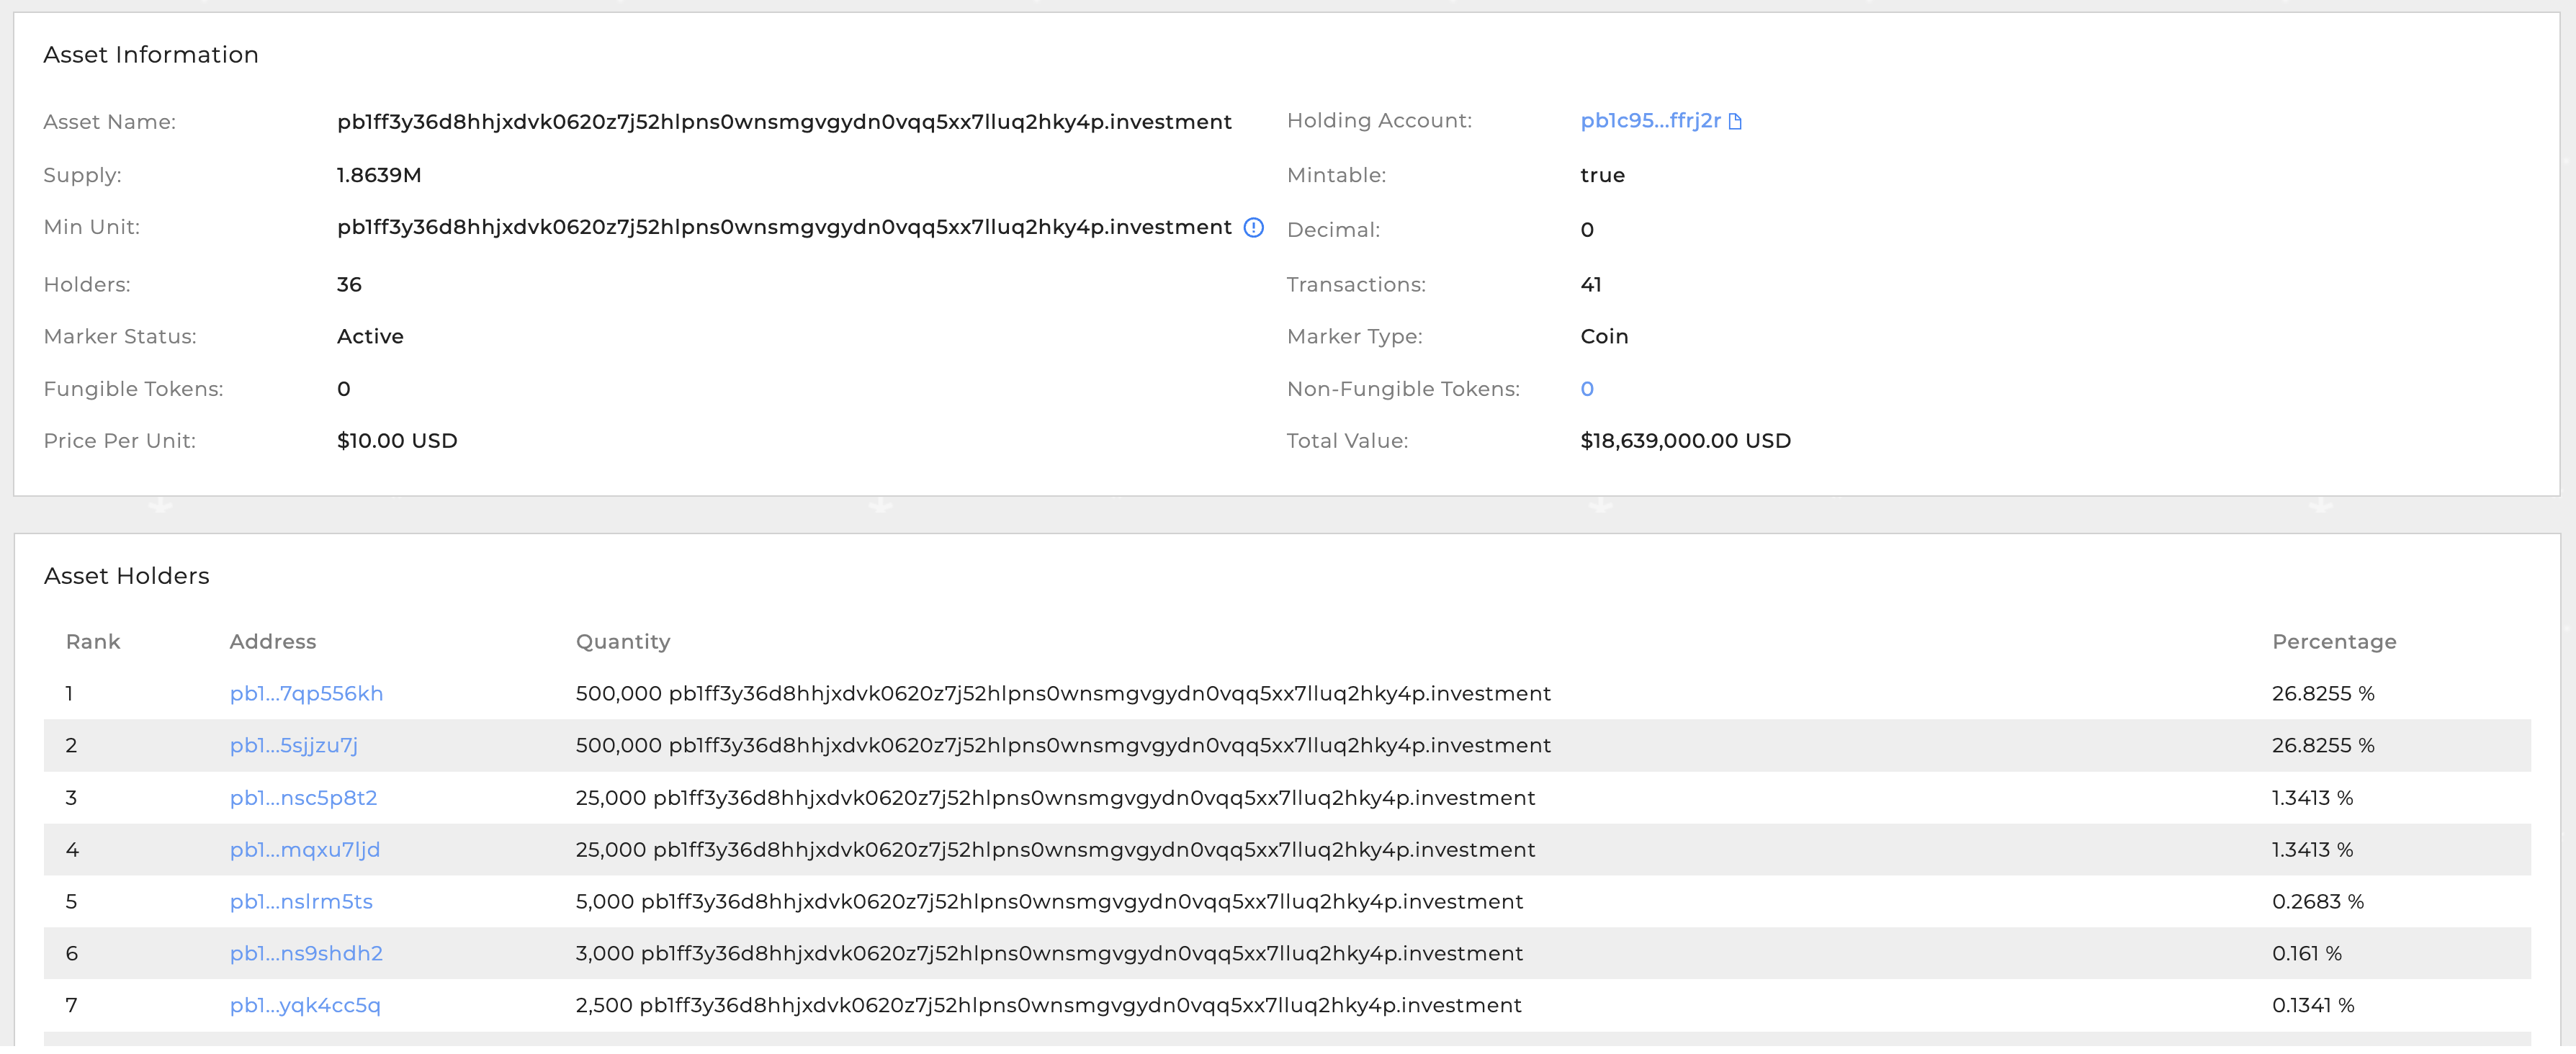 Asset Information
Asset Name: pb1ff3y36d8hhjxdvk0620z7j52hlpns0wnsmgvgydn0vqq5xx7lluq2hky4p.investment Holding Account: pb1c95...ffrj2r
Supply: 1.8639M Mintable: true
Min Unit: pb1ff3y36d8hhjxdvk0620z7j52hlpns0wnsmgvgydn0vqq5xx7lluq2hky4p.investment Decimal: 0
Holders: 36 Transactions: 41
Marker Status: Active Marker Type: Coin
Fungible Tokens: 0 Non-Fungible Tokens: 0
Price Per Unit: $10.00 USD Total Value: $18,639,000.00 USD
Asset Holders
Rank Address Quantity Percentage
1 pb1...7qp556kh 500,000 pb1ff3y36d8hhjxdvk0620z7j52hlpns0wnsmgvgydn0vqq5xx7lluq2hky4p.investment 26.8255 %
2 pb1...5sjjzu7j 500,000 pb1ff3y36d8hhjxdvk0620z7j52hlpns0wnsmgvgydn0vqq5xx7lluq2hky4p.investment 26.8255 %
3 pb1...nsc5p8t2 25,000 pb1ff3y36d8hhjxdvk0620z7j52hlpns0wnsmgvgydn0vqq5xx7lluq2hky4p.investment 1.3413 %
4 pb1...mqxu7ljd 25,000 pb1ff3y36d8hhjxdvk0620z7j52hlpns0wnsmgvgydn0vqq5xx7lluq2hky4p.investment 1.3413 %
5 pb1...nslrm5ts 5,000 pb1ff3y36d8hhjxdvk0620z7j52hlpns0wnsmgvgydn0vqq5xx7lluq2hky4p.investment 0.2683 %
6 pb1...ns9shdh2 3,000 pb1ff3y36d8hhjxdvk0620z7j52hlpns0wnsmgvgydn0vqq5xx7lluq2hky4p.investment 0.161 %
7 pb1...yqk4cc5q 2,500 pb1ff3y36d8hhjxdvk0620z7j52hlpns0wnsmgvgydn0vqq5xx7lluq2hky4p.investment 0.1341 %